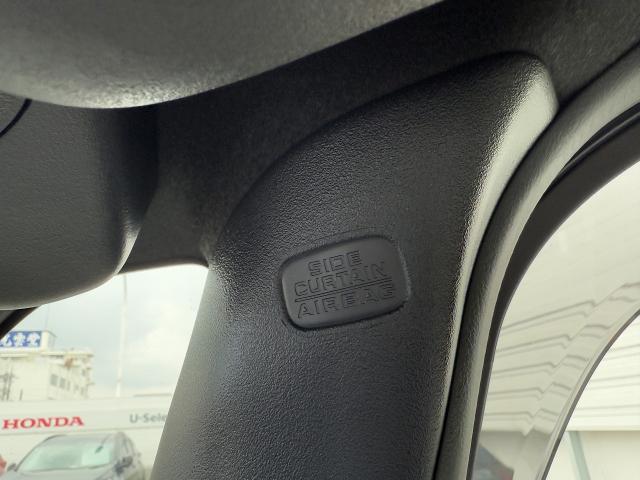 SIDE
CURTAIN
AIRBAG
HONDA
U-Sele